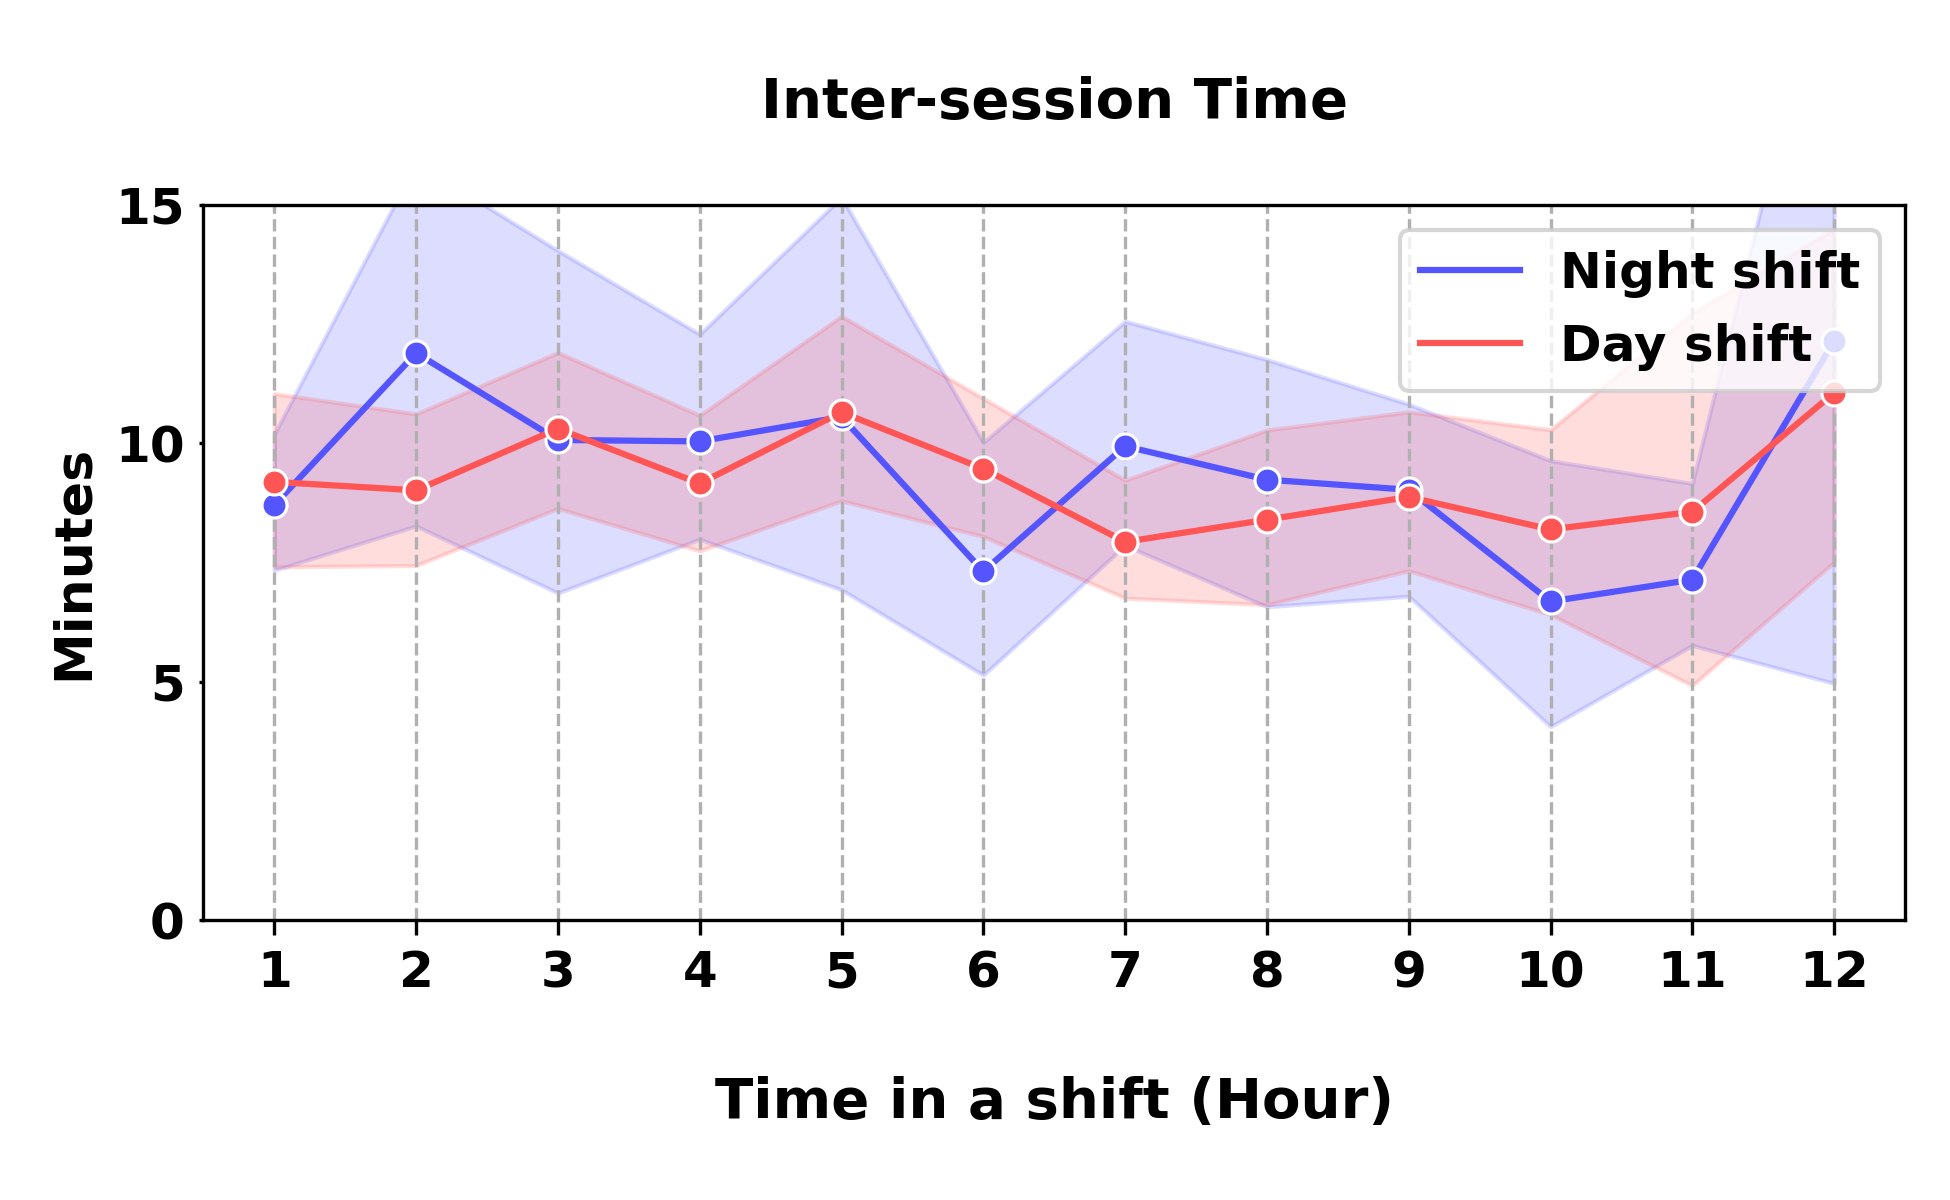 Inter-session Time
15
10
5
0
Minutes
Night shift
Day shift
1 2 3 4 5 6 7 8 9 10 11 12
Time in a shift (Hour)